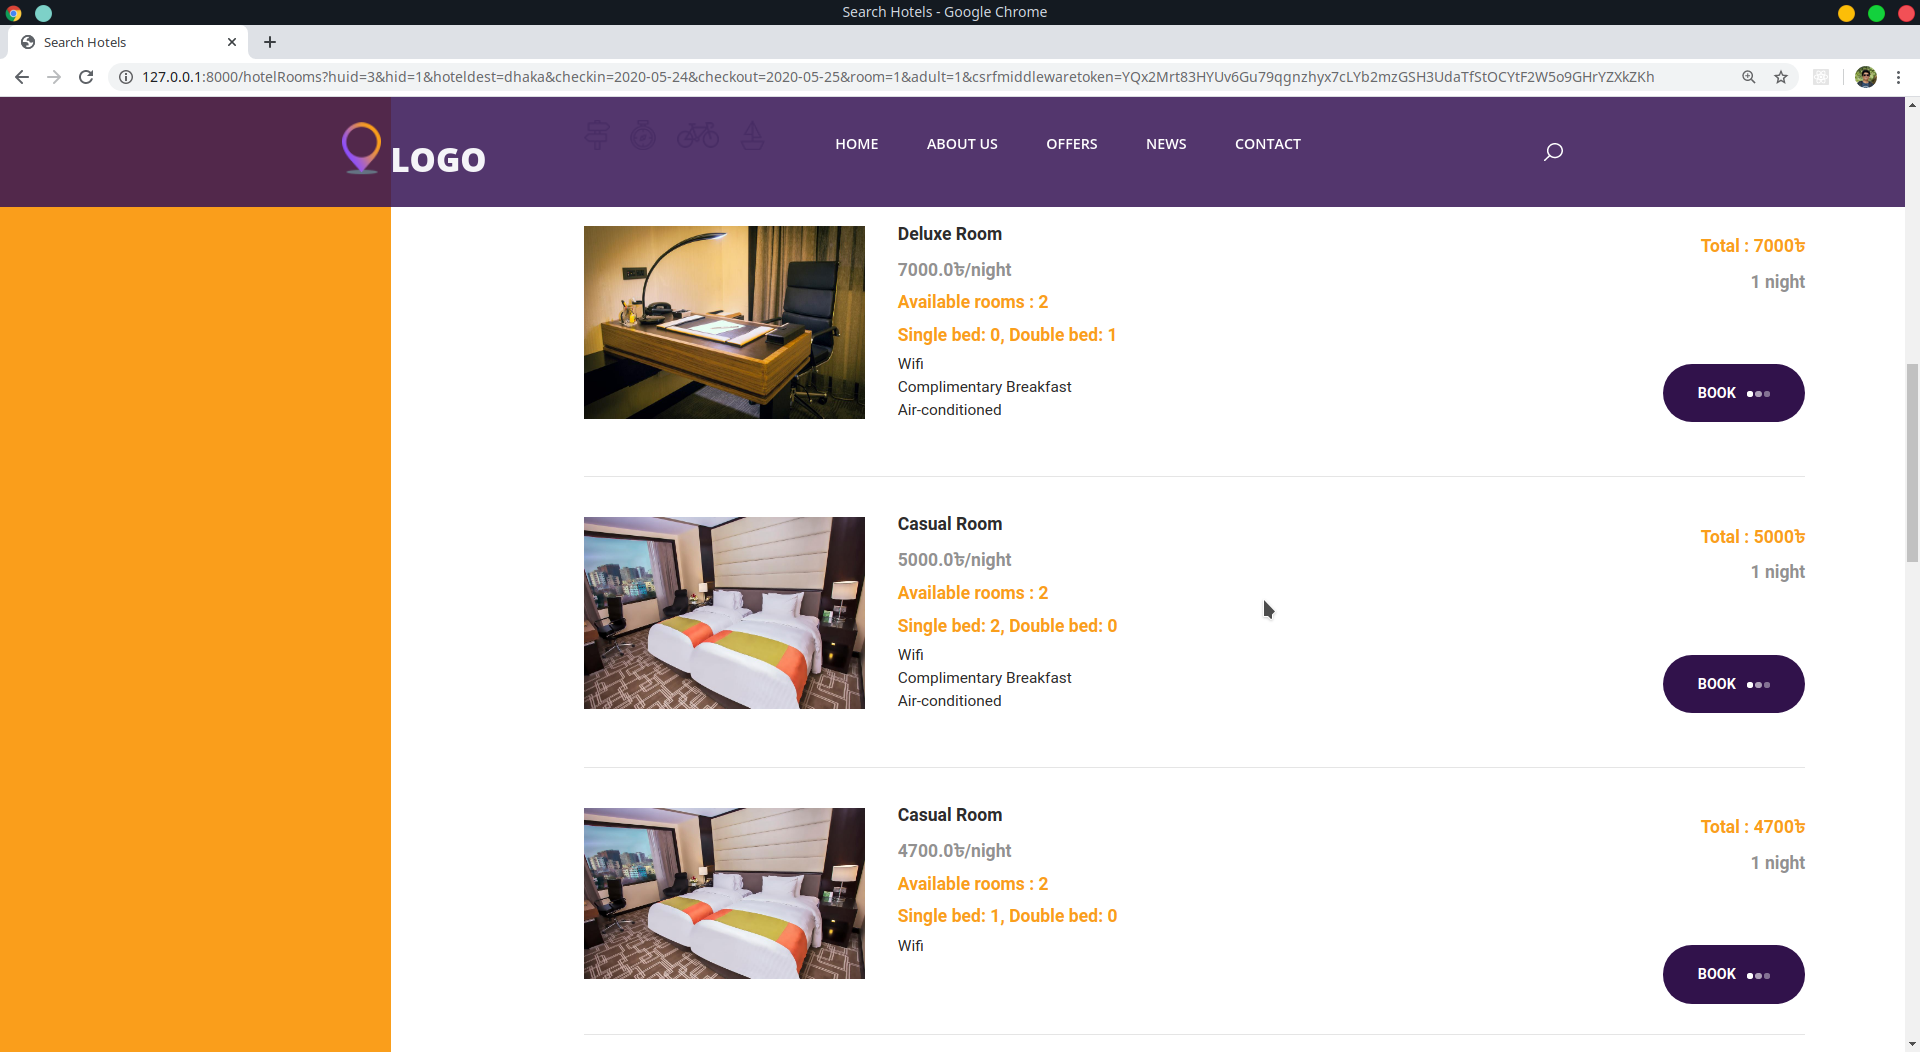 Search Hotels - Google Chrome
Search Hotels
127.0.0.1:8000/hotelRooms?huid=3&hid=1&hoteldest=dhaka&checkin=2020-05-24&checkout=2020-05-25&room=1&adult=1&csrfmiddlewaretoken=YQx2Mrt83HYUv6Gu79qgnzhyx7cLYb2mzGSH3UdaTfStOCYtF2W5o9GHrYZXkZKh
LOGO
HOME ABOUT US OFFERS NEWS CONTACT
Deluxe Room
Total : 7000৳
7000.0৳/night
1 night
Available rooms : 2
Single bed: 0, Double bed: 1
Wifi
Complimentary Breakfast
BOOK
Air-conditioned
Casual Room
Total : 5000৳
5000.0৳/night
1 night
Available rooms : 2
Single bed: 2, Double bed: 0
Wifi
Complimentary Breakfast
BOOK
Air-conditioned
Casual Room
Total : 4700৳
4700.0৳/night
1 night
Available rooms : 2
Single bed: 1, Double bed: 0
Wifi
BOOK